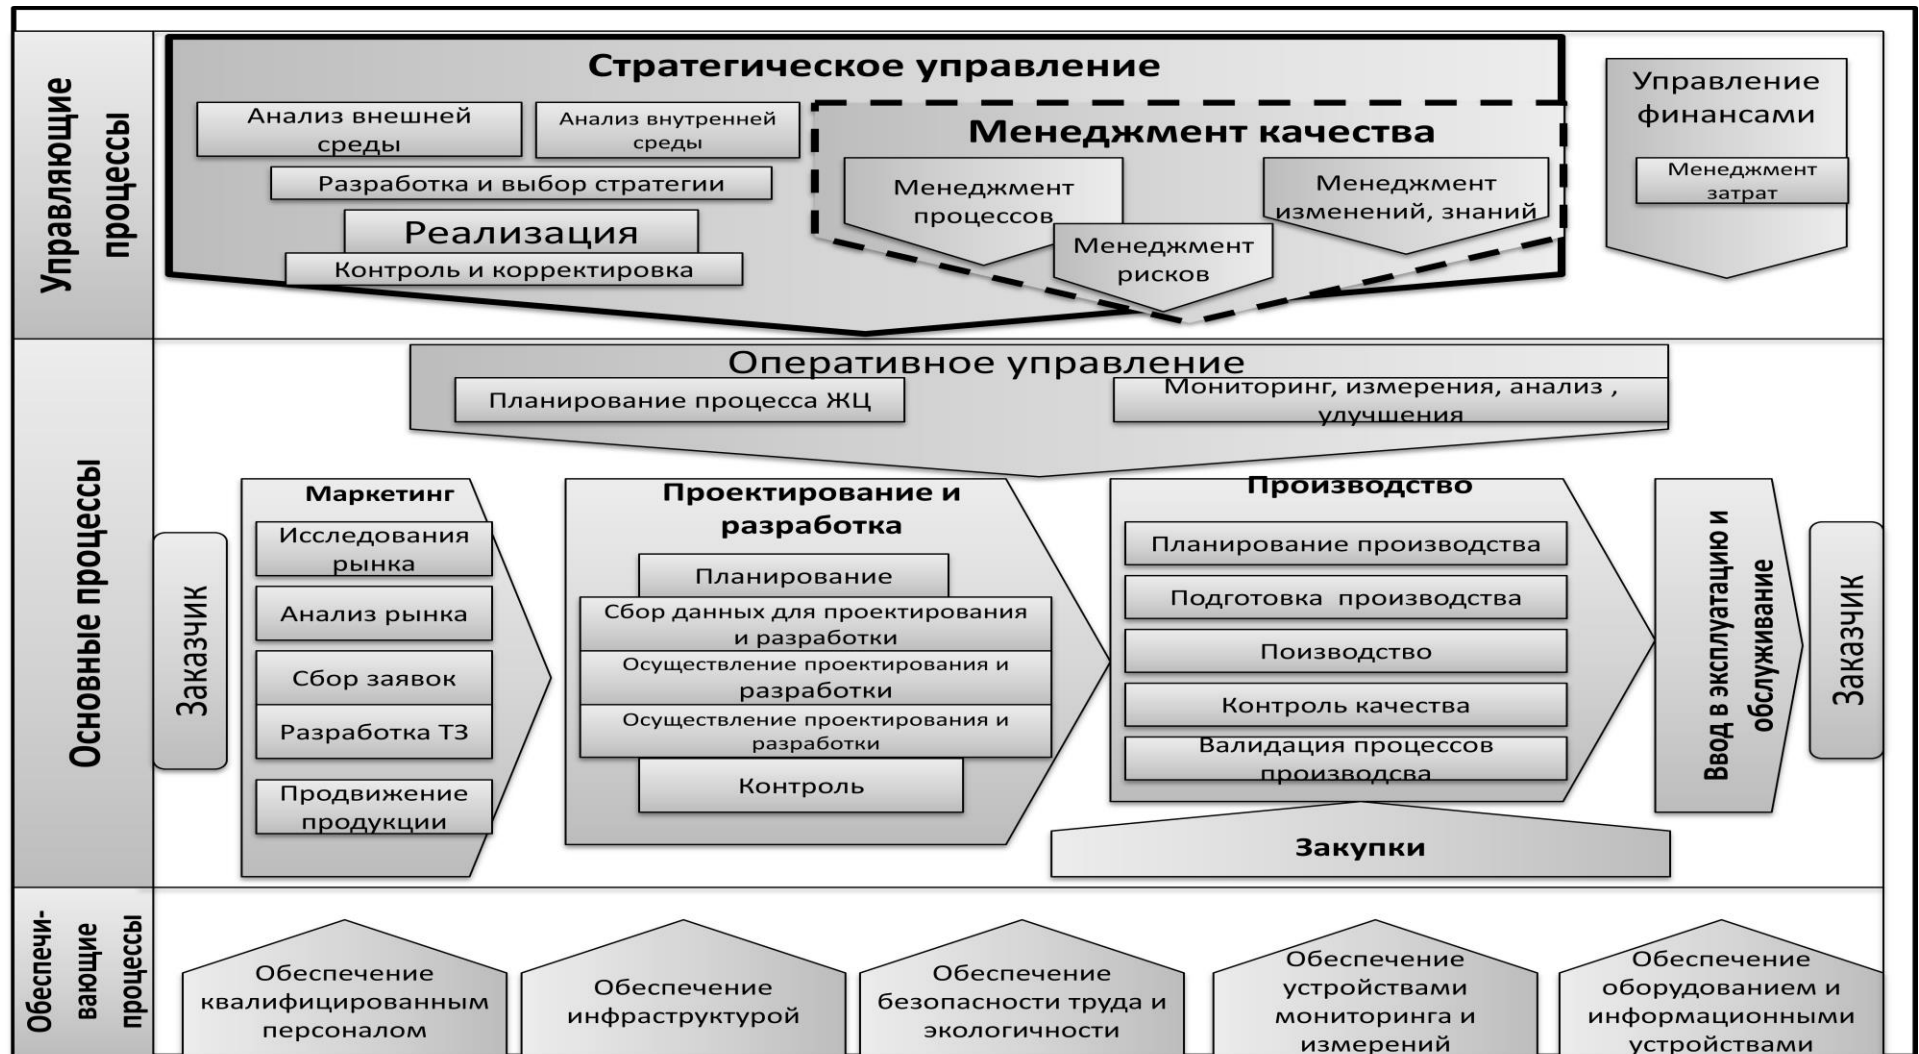 Управляющие
процессы
Стратегическое управление
Анализ внешней
среды
Анализ внутренней
среды
Разработка и выбор стратегии
Реализация
Контроль и корректировка
Менеджмент качества
Менеджмент
процессов
Менеджмент
рисков
Менеджмент
изменений, знаний
Управление
финансами
Менеджмент
затрат
Основные процессы
Оперативное управление
Планирование процесса ЖЦ
Мониторинг, измерения, анализ ,
улучшения
Заказчик
Маркетинг
Исследования
рынка
Анализ рынка
Сбор заявок
Разработка ТЗ
Продвижение
продукции
Проектирование и
разработка
Планирование
Сбор данных для проектирования
и разработки
Осуществление проектирования и
разработки
Осуществление проектирования и
разработки
Контроль
Производство
Планирование производства
Подготовка производства
Поизводство
Контроль качества
Валидация процессов
производсва
Закупки
Ввод в эксплуатацию и
обслуживание
Заказчик
Обеспечи-
вающие
процессы
Обеспечение
квалифицированным
персоналом
Обеспечение
инфраструктурой
Обеспечение
безопасности труда и
экологичности
Обеспечение
устройствами
мониторинга и
измерений
Обеспечение
оборудованием и
информационными
устройствами